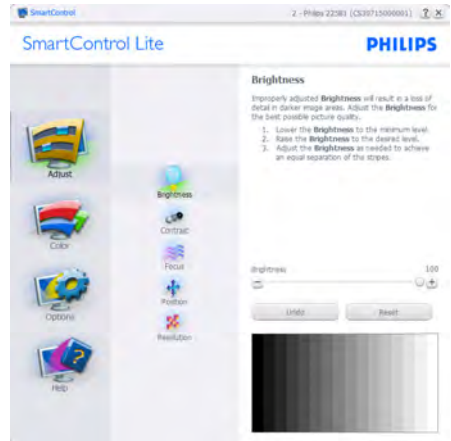 SmartControl
2 - Philips 225B1 (CS39715000001) ? X
SmartControl Lite
PHILIPS
Adjust
Color
Options
Help
Brightness
Contrast
Focus
Position
Resolution
Brightness
Improperly adjusted Brightness will result in a loss of
detail in darker image areas. Adjust the Brightness for
the best possible picture quality.
1. Lower the Brightness to the minimum level.
2. Raise the Brightness to the desired level.
3. Adjust the Brightness as needed to achieve
an equal separation of the stripes.
Brightness 100
Undo Reset